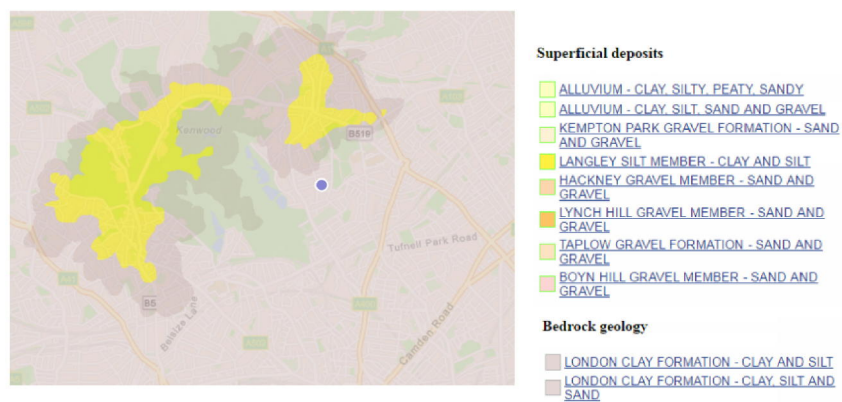 Kenwood
B519
Tufnell Park Road
B5
Belsize Lane
Camden Road
Superficial deposits
ALLUVIUM - CLAY, SILTY, PEATY, SANDY
ALLUVIUM - CLAY, SILT, SAND AND GRAVEL
KEMPTON PARK GRAVEL FORMATION - SAND
AND GRAVEL
LANGLEY SILT MEMBER - CLAY AND SILT
HACKNEY GRAVEL MEMBER - SAND AND
GRAVEL
LYNCH HILL GRAVEL MEMBER - SAND AND
GRAVEL
TAPLOW GRAVEL FORMATION - SAND AND
GRAVEL
BOYN HILL GRAVEL MEMBER - SAND AND
GRAVEL
Bedrock geology
LONDON CLAY FORMATION - CLAY AND SILT
LONDON CLAY FORMATION - CLAY, SILT AND
SAND